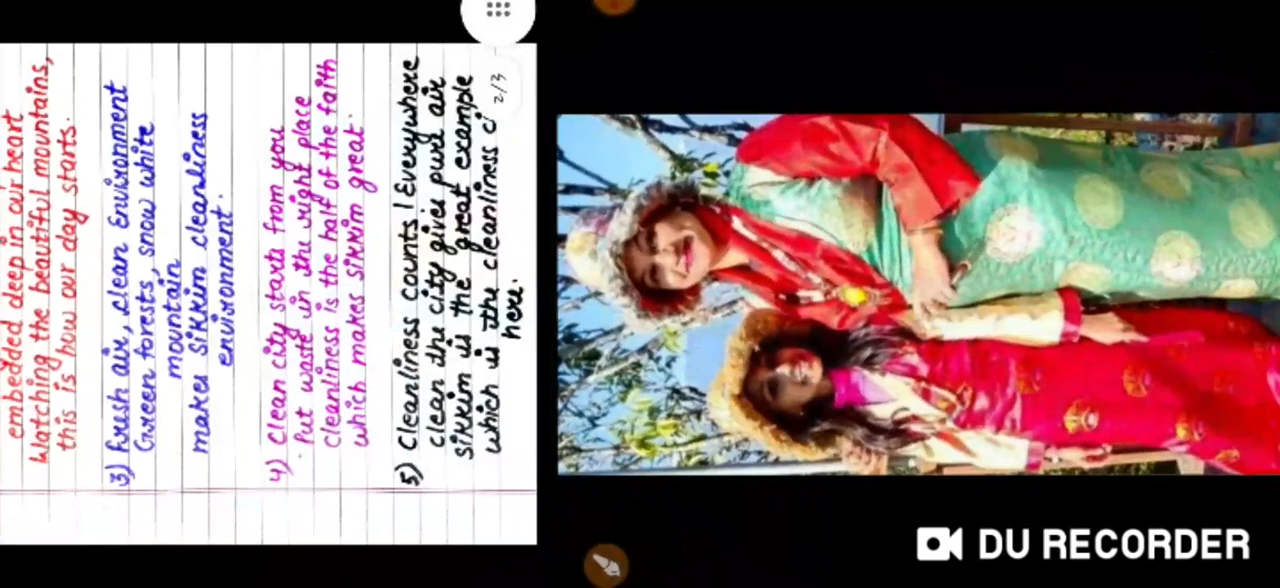 embedded deep in our heart
Watching the beautiful mountains,
this is how our day starts.
3) Fresh air, clean Environment
Green forests, snow white
mountain
makes sikkim cleanliness
environment.
4) Clean city starts from you
Put waste in the right place
cleanliness is the half of the faith
which makes sikkim great.
5) Cleanliness counts! Everywhere
clean the city gives pure air
sikkim is the great example
which is the cleanliness ci
here.
2/3
DU RECORDER